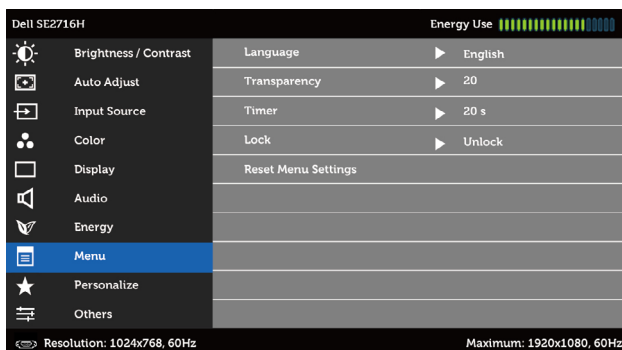 Dell SE2716H Energy Use
Brightness / Contrast Language English
Auto Adjust Transparency 20
Input Source Timer 20 s
Color Lock Unlock
Display Reset Menu Settings
Audio
Energy
Menu
Personalize
Others
Resolution: 1024x768, 60Hz Maximum: 1920x1080, 60Hz